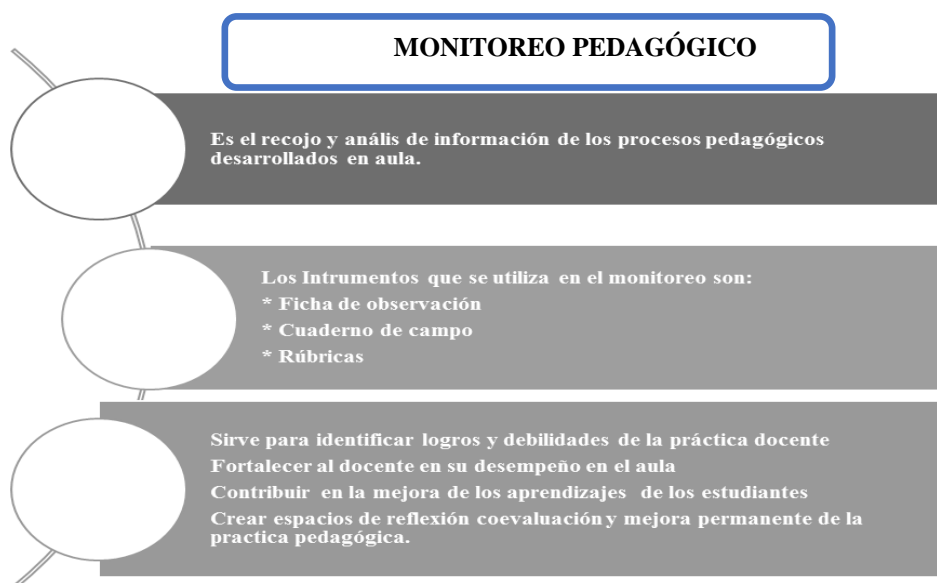 MONITOREO PEDAGÓGICO
Es el recojo y anális de información de los procesos pedagógicos
desarrollados en aula.
Los Intrumentos que se utiliza en el monitoreo son:
* Ficha de observación
* Cuaderno de campo
* Rúbricas
Sirve para identificar logros y debilidades de la práctica docente
Fortalecer al docente en su desempeño en el aula
Contribuir en la mejora de los aprendizajes de los estudiantes
Crear espacios de reflexión coevaluación y mejora permanente de la
practica pedagógica.